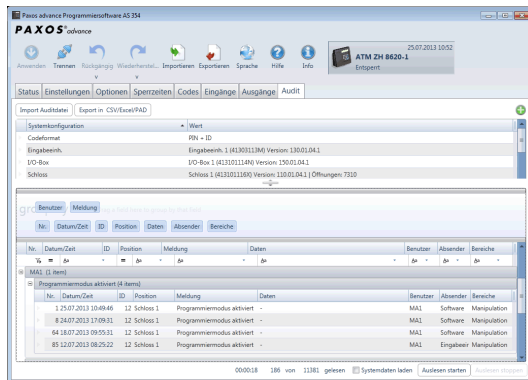 Paxos advance Programmiersoftware AS 354
PAXOS® advance
Anwenden Trennen Rückgängig Wiederherstel... Importieren Exportieren Sprache Hilfe Info
25.07.2013 10:52
ATM ZH 8620-1
Entsperrt
Status Einstellungen Optionen Sperrzeiten Codes Eingänge Ausgänge Audit
Import Auditdatei Export in CSV/Excel/PAD
Systemkonfiguration Wert
Codeformat PIN + ID
Eingabeeinh. Eingabeeinh. 1 (41303113M) Version: 130.01.04.1
I/O-Box I/O-Box 1 (413101114N) Version: 150.01.04.1
Schloss Schloss 1 (413101116X) Version: 110.01.04.1 | Öffnungen: 7310
Benutzer Meldung
Nr. Datum/Zeit ID Position Daten Absender Bereiche
Nr. Datum/Zeit ID Position Meldung Daten Benutzer Absender Bereiche
MA1 (1 item)
Programmiermodus aktiviert (4 items)
Nr. Datum/Zeit ID Position Meldung Daten Benutzer Absender Bereiche
1 25.07.2013 10:49:46 12 Schloss 1 Programmiermodus aktiviert - MA1 Software Manipulation
8 24.07.2013 17:09:31 12 Schloss 1 Programmiermodus aktiviert - MA1 Software Manipulation
64 18.07.2013 09:55:31 12 Schloss 1 Programmiermodus aktiviert - MA1 Software Manipulation
85 12.07.2013 08:25:22 12 Schloss 1 Programmiermodus aktiviert - MA1 Eingabeeir Manipulation
00:00:18 186 von 11381 gelesen Systemdaten laden Auslesen starten Auslesen stoppen